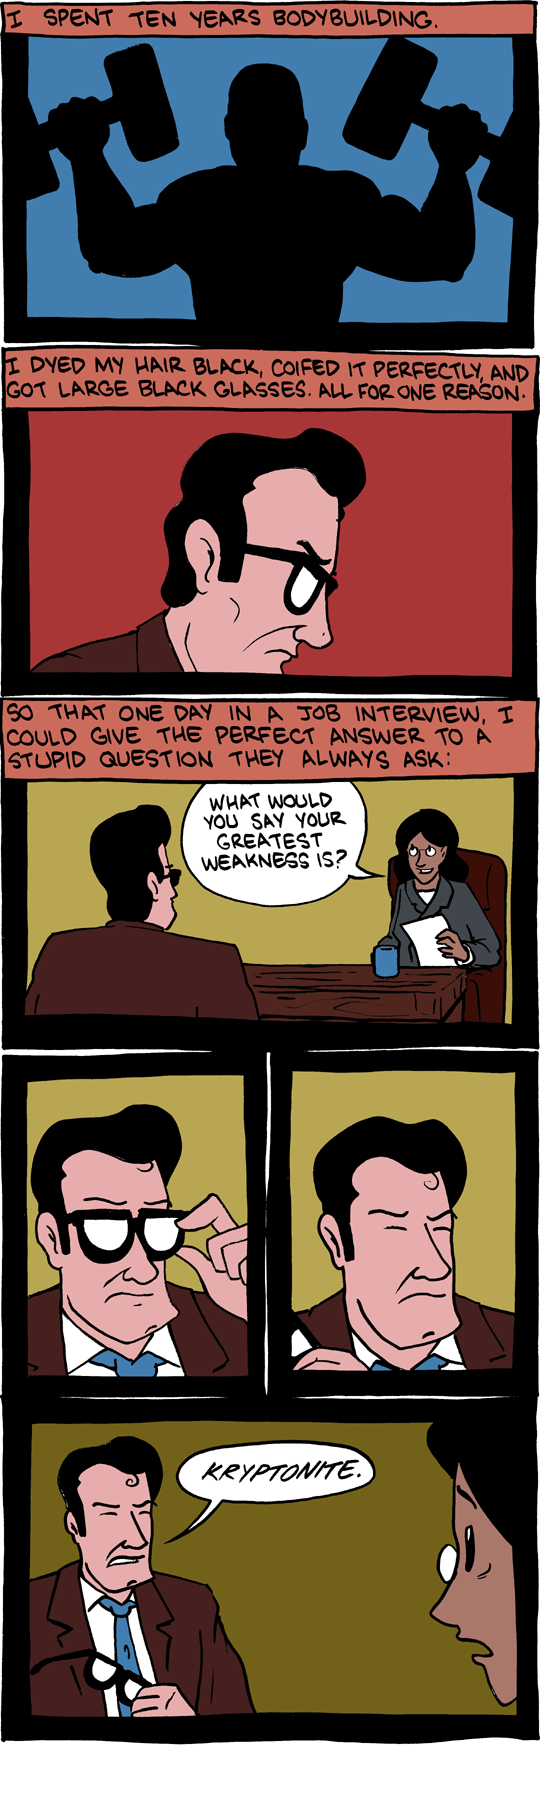 I SPENT TEN YEARS BODYBUILDING.
I DYED MY HAIR BLACK, COIFED IT PERFECTLY, AND
GOT LARGE BLACK GLASSES. ALL FOR ONE REASON.
SO THAT ONE DAY IN A JOB INTERVIEW, I
COULD GIVE THE PERFECT ANSWER TO A
STUPID QUESTION THEY ALWAYS ASK:
WHAT WOULD
YOU SAY YOUR
GREATEST
WEAKNESS IS?
KRYPTONITE.